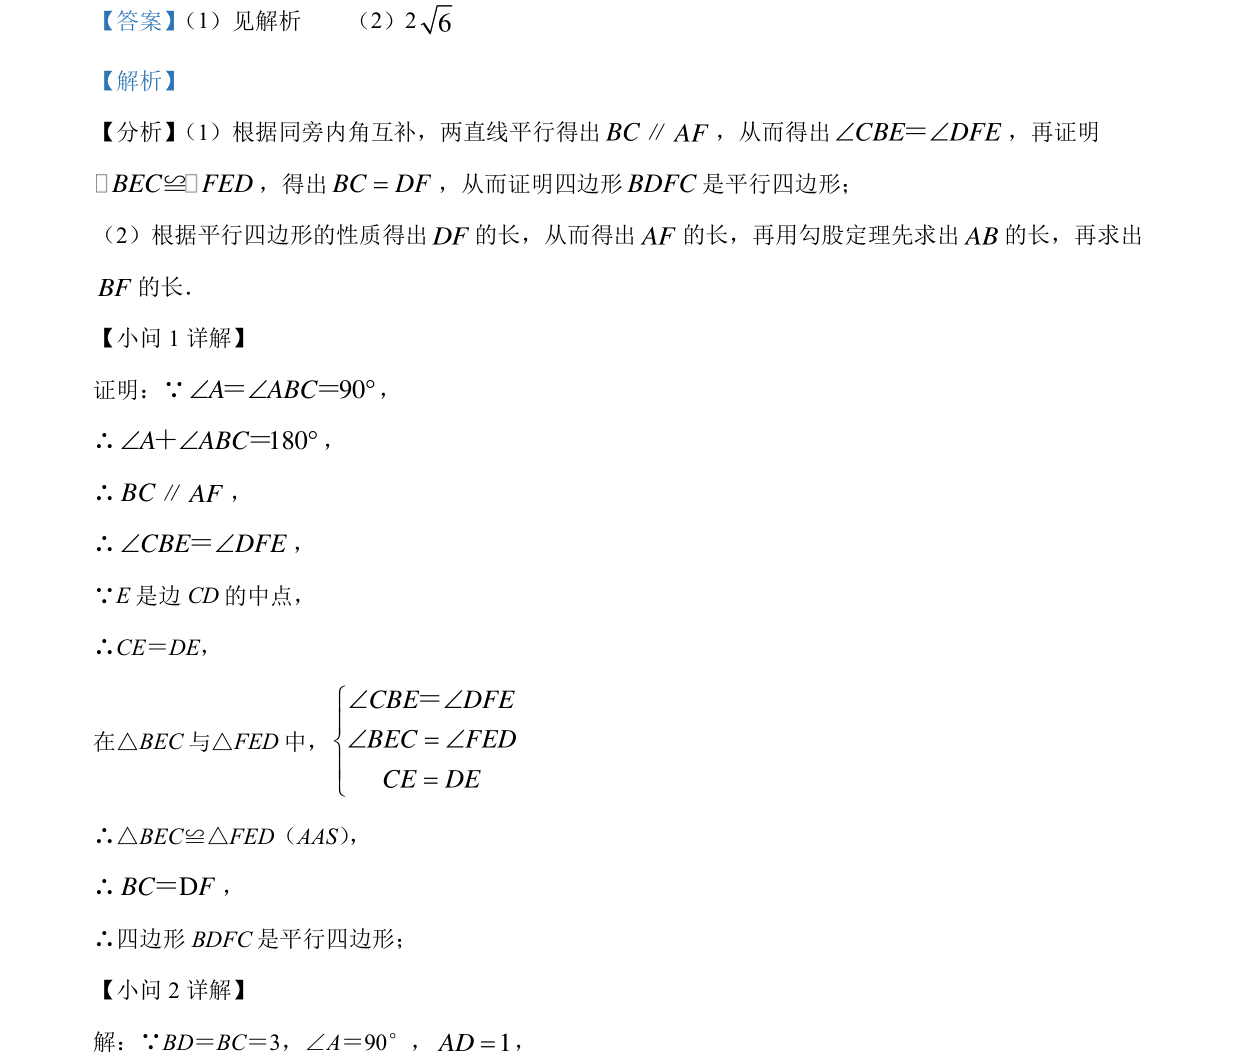 【答案】（1）见解析　　（2）2√6
【解析】
【分析】（1）根据同旁内角互补，两直线平行得出 BC∥AF，从而得出∠CBE=∠DFE，再证明
□BEC≌□FED，得出 BC = DF，从而证明四边形 BDFC 是平行四边形；
（2）根据平行四边形的性质得出 DF 的长，从而得出 AF 的长，再用勾股定理先求出 AB 的长，再求出
BF 的长．
【小问 1 详解】
证明：∵∠A=∠ABC=90°，
∴∠A+∠ABC=180°，
∴BC∥AF，
∴∠CBE=∠DFE，
∵E 是边 CD 的中点，
∴CE＝DE，
∠CBE=∠DFE
在△BEC 与△FED 中，{∠BEC = ∠FED
CE = DE
∴△BEC≌△FED（AAS），
∴BC=DF，
∴四边形 BDFC 是平行四边形；
【小问 2 详解】
解：∵BD＝BC＝3，∠A＝90°，AD = 1，